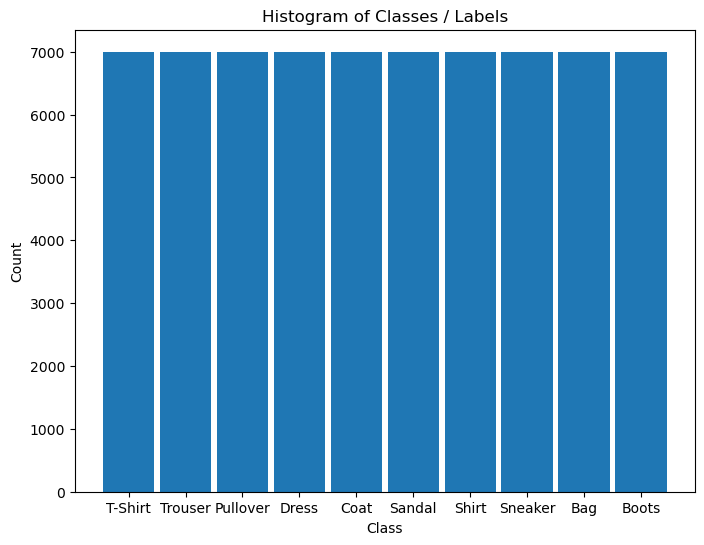 Histogram of Classes / Labels
7000
6000
5000
4000
3000
2000
1000
0
Count
T-Shirt Trouser Pullover Dress Coat Sandal Shirt Sneaker Bag Boots
Class